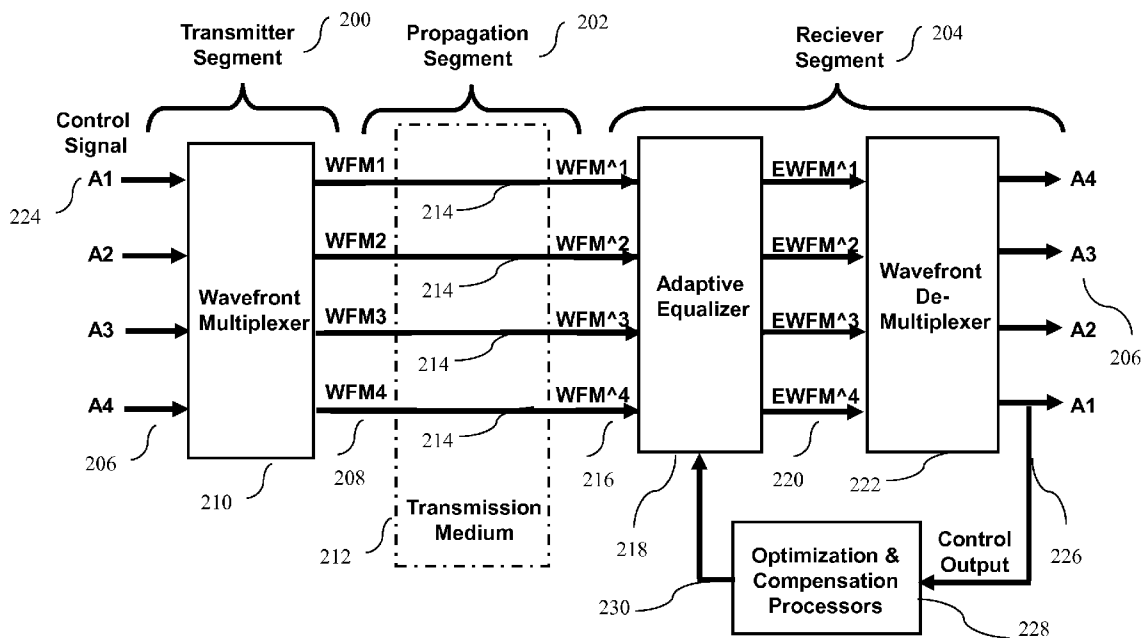 Transmitter
Segment
200
Propagation
Segment
202
Reciever
Segment
204
Control
Signal
A1
224
A2
A3
A4
206
Wavefront
Multiplexer
210
WFM1
WFM2
WFM3
WFM4
208
214
214
214
214
Transmission
Medium
212
WFM^1
WFM^2
WFM^3
WFM^4
216
Adaptive
Equalizer
218
EWFM^1
EWFM^2
EWFM^3
EWFM^4
220
Wavefront
De-
Multiplexer
222
A4
A3
A2
A1
206
226
Control
Output
Optimization &
Compensation
Processors
228
230